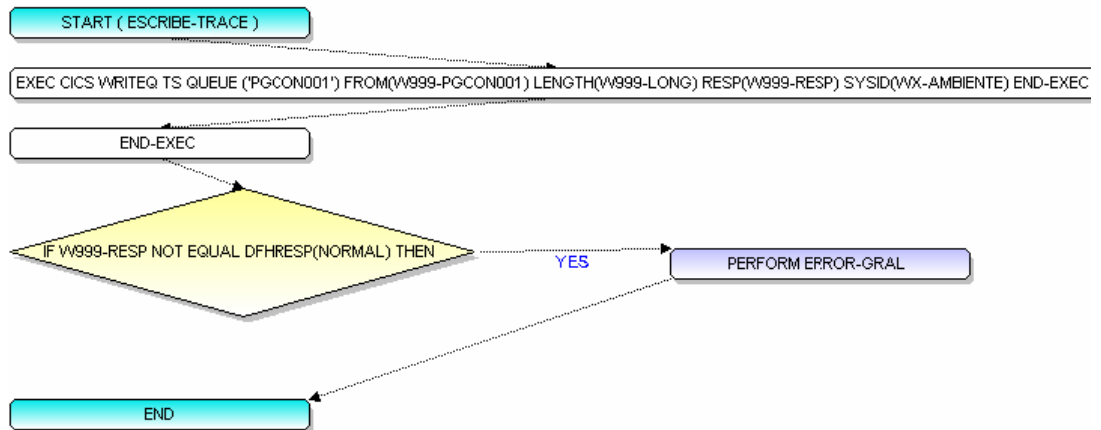 START ( ESCRIBE-TRACE )
EXEC CICS WRITEQ TS QUEUE ('PGCON001') FROM(W999-PGCON001) LENGTH(W999-LONG) RESP(W999-RESP) SYSID(WX-AMBIENTE) END-EXEC
END-EXEC
IF W999-RESP NOT EQUAL DFHRESP(NORMAL) THEN
YES
PERFORM ERROR-GRAL
END